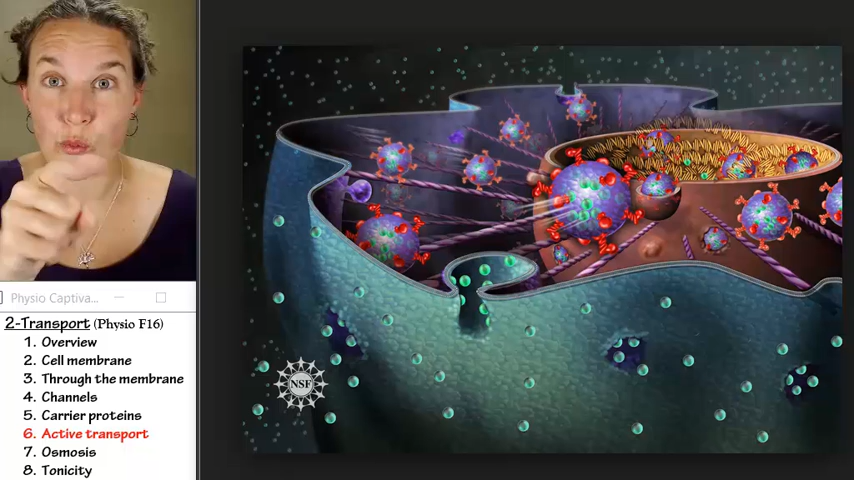 Physio Captiva...
2-Transport (Physio F16)
1. Overview
2. Cell membrane
3. Through the membrane
4. Channels
5. Carrier proteins
6. Active transport
7. Osmosis
8. Tonicity
NSF